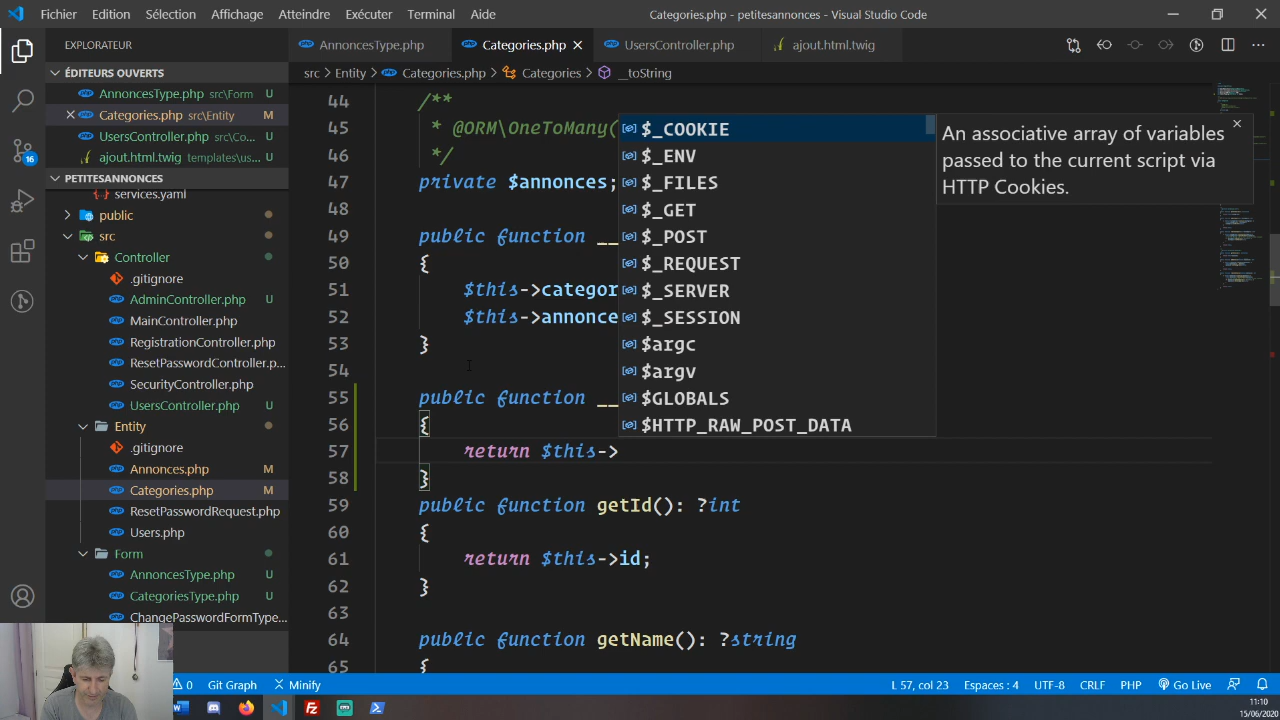 Fichier Edition Sélection Affichage Atteindre Exécuter Terminal Aide Categories.php - petitesannonces - Visual Studio Code
EXPLORATEUR
ÉDITEURS OUVERTS
AnnoncesType.php src\Form U
Categories.php src\Entity M
UsersController.php src\Co... U
ajout.html.twig templates\us... U
PETITESANNONCES
services.yaml
public
src
Controller
.gitignore
AdminController.php U
MainController.php
RegistrationController.php
ResetPasswordController.p...
SecurityController.php
UsersController.php U
Entity
.gitignore
Annonces.php M
Categories.php M
ResetPasswordRequest.php
Users.php
Form
AnnoncesType.php U
CategoriesType.php U
ChangePasswordFormType...
16
AnnoncesType.php Categories.php UsersController.php ajout.html.twig
src > Entity > Categories.php > Categories > __toString
44 /**
45 * @ORM\OneToMany(
46 */
47 private $annonces;
48
49 public function __
50 {
51 $this->categor
52 $this->annonce
53 }
54
55 public function __
56 {
57 return $this->
58 }
59 public function getId(): ?int
60 {
61 return $this->id;
62 }
63
64 public function getName(): ?string
65 {
$_COOKIE
$_ENV
$_FILES
$_GET
$_POST
$_REQUEST
$_SERVER
$_SESSION
$argc
$argv
$GLOBALS
$HTTP_RAW_POST_DATA
An associative array of variables
passed to the current script via
HTTP Cookies.
0 Git Graph Minify L 57, col 23 Espaces : 4 UTF-8 CRLF PHP Go Live
11:10
15/06/2020